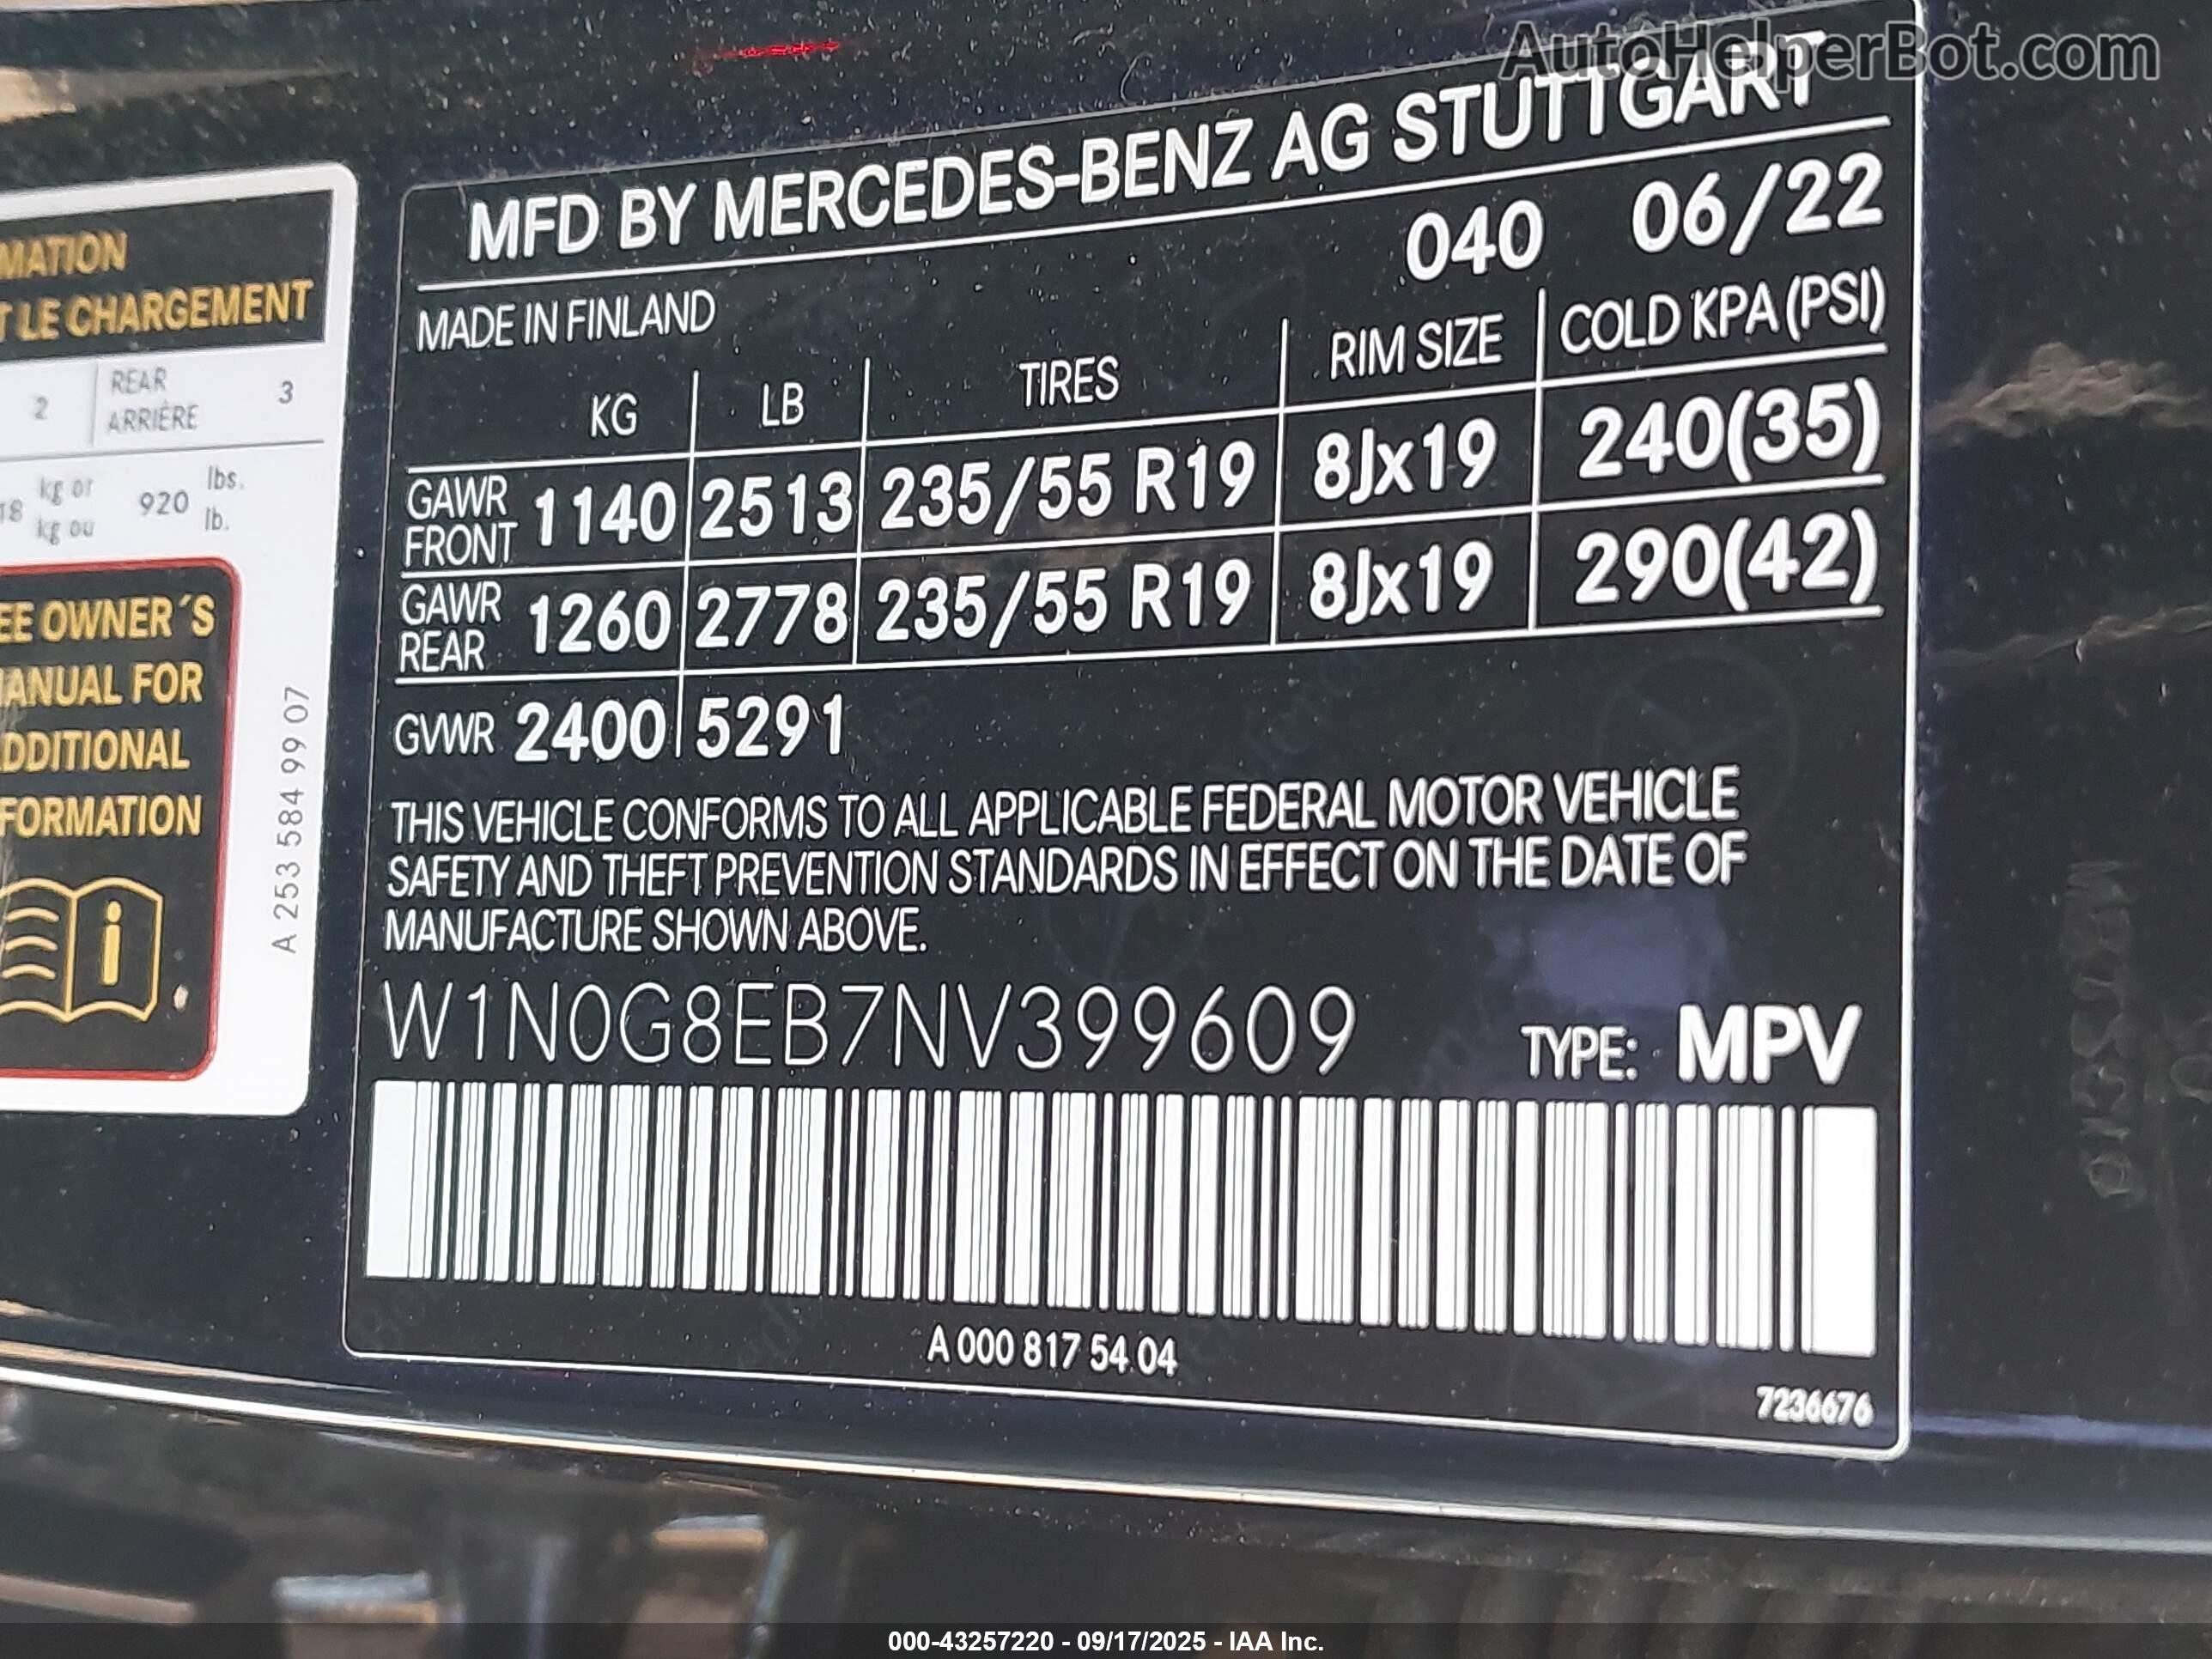 AutoHelperBot.com
MFD BY MERCEDES-BENZ AG STUTTGART
040 06/22
MADE IN FINLAND
KG LB TIRES RIM SIZE COLD KPA (PSI)
GAWR FRONT 1140 2513 235/55 R19 8Jx19 240(35)
GAWR REAR 1260 2778 235/55 R19 8Jx19 290(42)
GVWR 2400 5291
THIS VEHICLE CONFORMS TO ALL APPLICABLE FEDERAL MOTOR VEHICLE
SAFETY AND THEFT PREVENTION STANDARDS IN EFFECT ON THE DATE OF
MANUFACTURE SHOWN ABOVE.
W1N0G8EB7NV399609 TYPE: MPV
A 000 817 54 04
7236676
MATION
T LE CHARGEMENT
2 REAR ARRIÈRE 3
18 kg or 920 lbs.
kg ou lb.
EE OWNER´S
ANUAL FOR
DDITIONAL
FORMATION
A 253 584 99 07
000-43257220 - 09/17/2025 - IAA Inc.